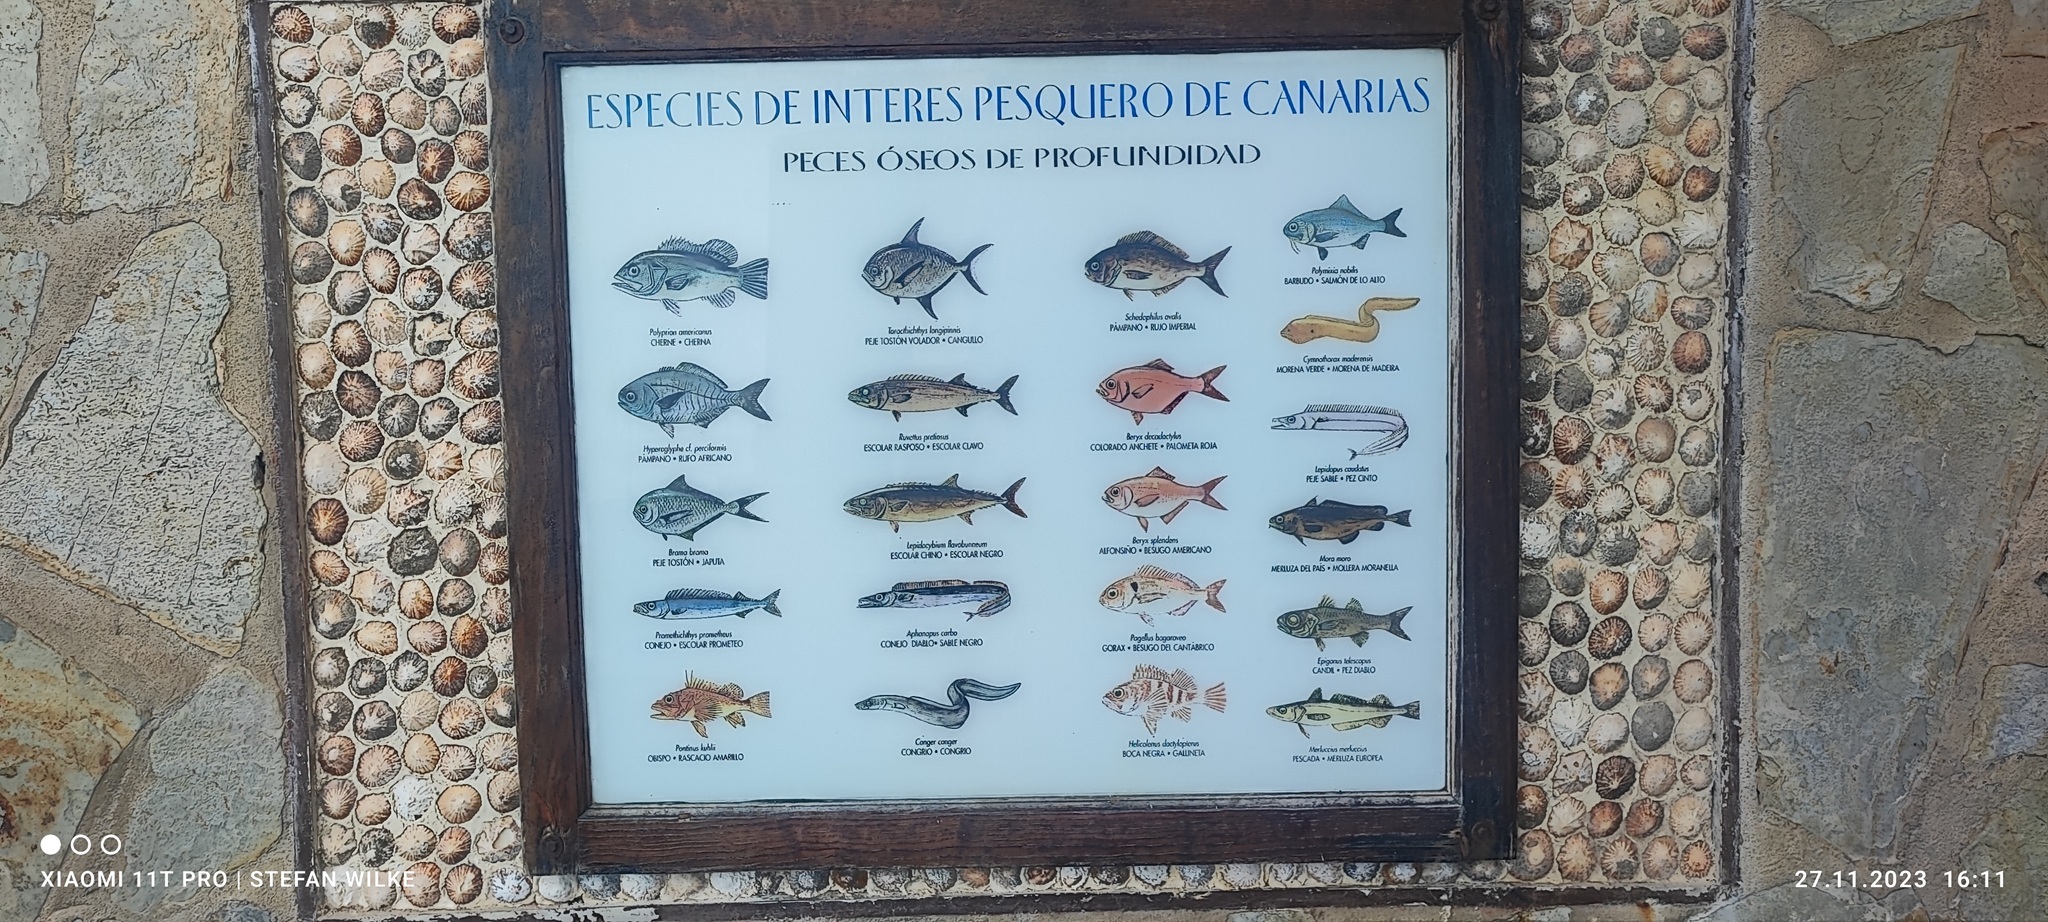 ESPECIES DE INTERES PESQUERO DE CANARIAS
PECES ÓSEOS DE PROFUNDIDAD
Polyprion americanus
CHERNE • CHERNA
Taractichthys longipinnis
PEJE TOSTÓN VOLADOR • CANGULLO
Schedophilus ovalis
PÁMPANO • RUJO IMPERIAL
Polymixia nobilis
BARBUDO • SALMÓN DE LO ALTO
Gymnothorax maderensis
MORENA VERDE • MORENA DE MADEIRA
Hyperoglyphe cf. perciformis
PÁMPANO • RUFO AFRICANO
Ruvettus pretiosus
ESCOLAR RASPOSO • ESCOLAR CLAVO
Beryx decadactylus
COLORADO ANCHETE • PALOMETA ROJA
Lepidopus caudatus
PEJE SABLE • PEZ CINTO
Brama brama
PEJE TOSTÓN • JAPUTA
Lepidocybium flavobunneum
ESCOLAR CHINO • ESCOLAR NEGRO
Beryx splendens
ALFONSIÑO • BESUGO AMERICANO
Mora moro
MERLUZA DEL PAÍS • MOLLERA MORANELLA
Promethichthys prometheus
CONEJO • ESCOLAR PROMETEO
Aphanopus carbo
CONEJO DIABLO • SABLE NEGRO
Pagellus bogaraveo
GORAX • BESUGO DEL CANTÁBRICO
Epigonus telescopus
CANDIL • PEZ DIABLO
Pontinus kuhlii
OBISPO • RASCACIO AMARILLO
Conger conger
CONGRIO • CONGRIO
Helicolenus dactylopterus
BOCA NEGRA • GALLINETA
Merluccius merluccius
PESCADA • MERLUZA EUROPEA
XIAOMI 11T PRO | STEFAN WILKE
27.11.2023 16:11